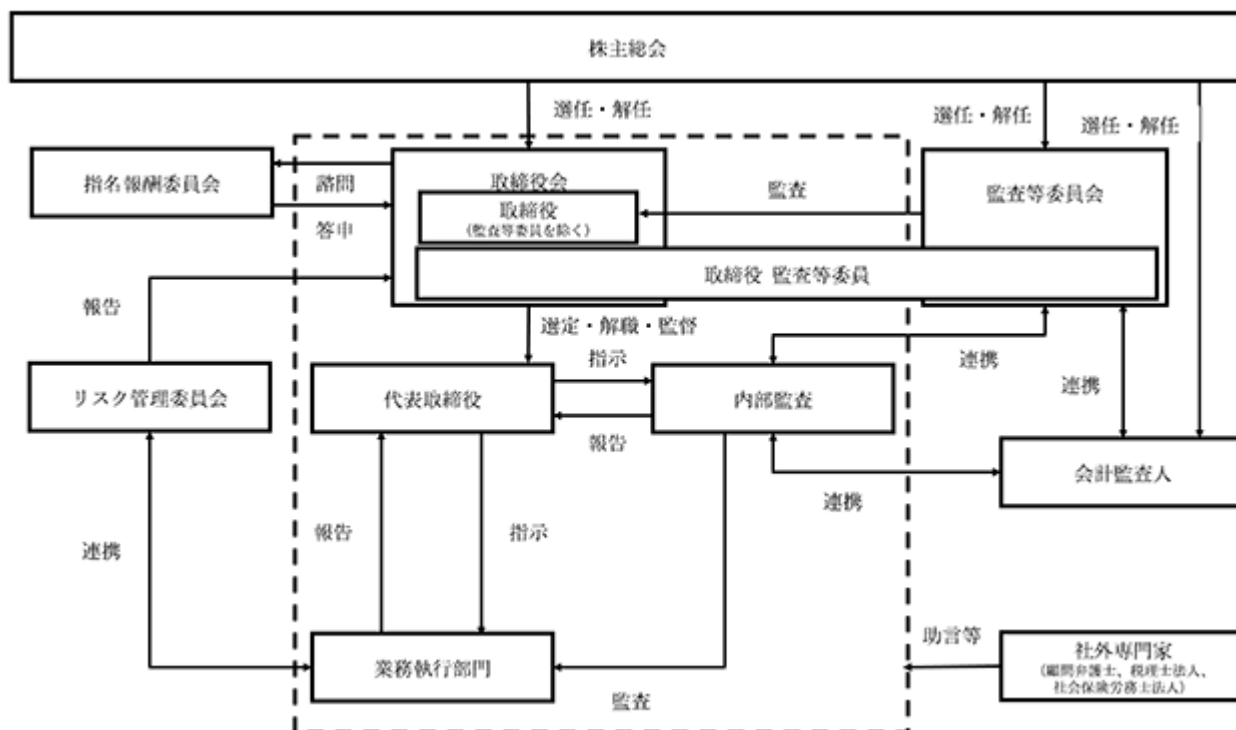 株主総会
選任・解任
選任・解任
選任・解任
指名報酬委員会
諮問
答申
取締役会
取締役
(監査等委員を除く)
監査
監査等委員会
取締役 監査等委員
報告
選定・解職・監督
指示
連携
連携
リスク管理委員会
代表取締役
内部監査
報告
会計監査人
連携
連携
報告
指示
助言等
業務執行部門
監査
社外専門家
(顧問弁護士、税理士法人、
社会保険労務士法人)